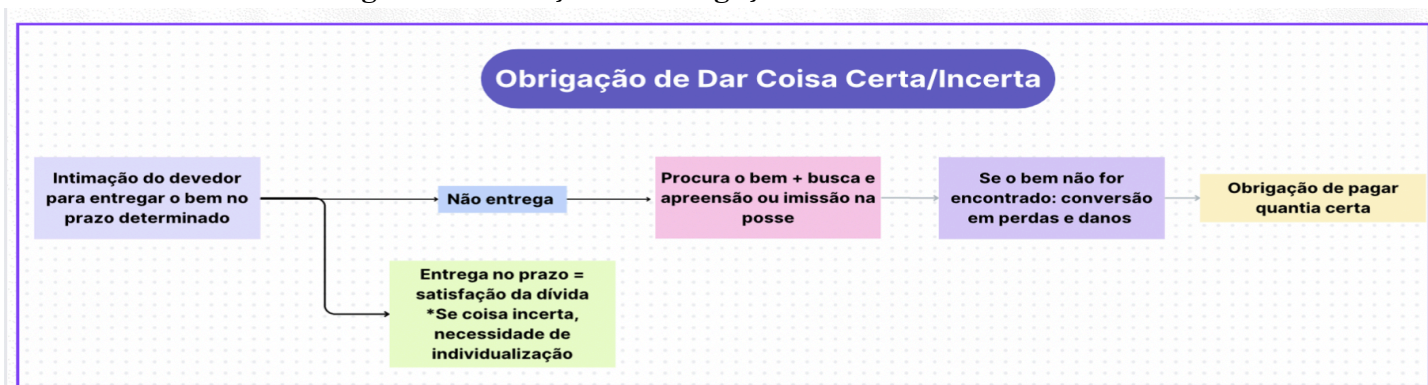 Obrigação de Dar Coisa Certa/Incerta
Intimação do devedor
para entregar o bem no
prazo determinado
Não entrega
Procura o bem + busca e
apreensão ou imissão na
posse
Se o bem não for
encontrado: conversão
em perdas e danos
Obrigação de pagar
quantia certa
Entrega no prazo =
satisfação da dívida
*Se coisa incerta,
necessidade de
individualização